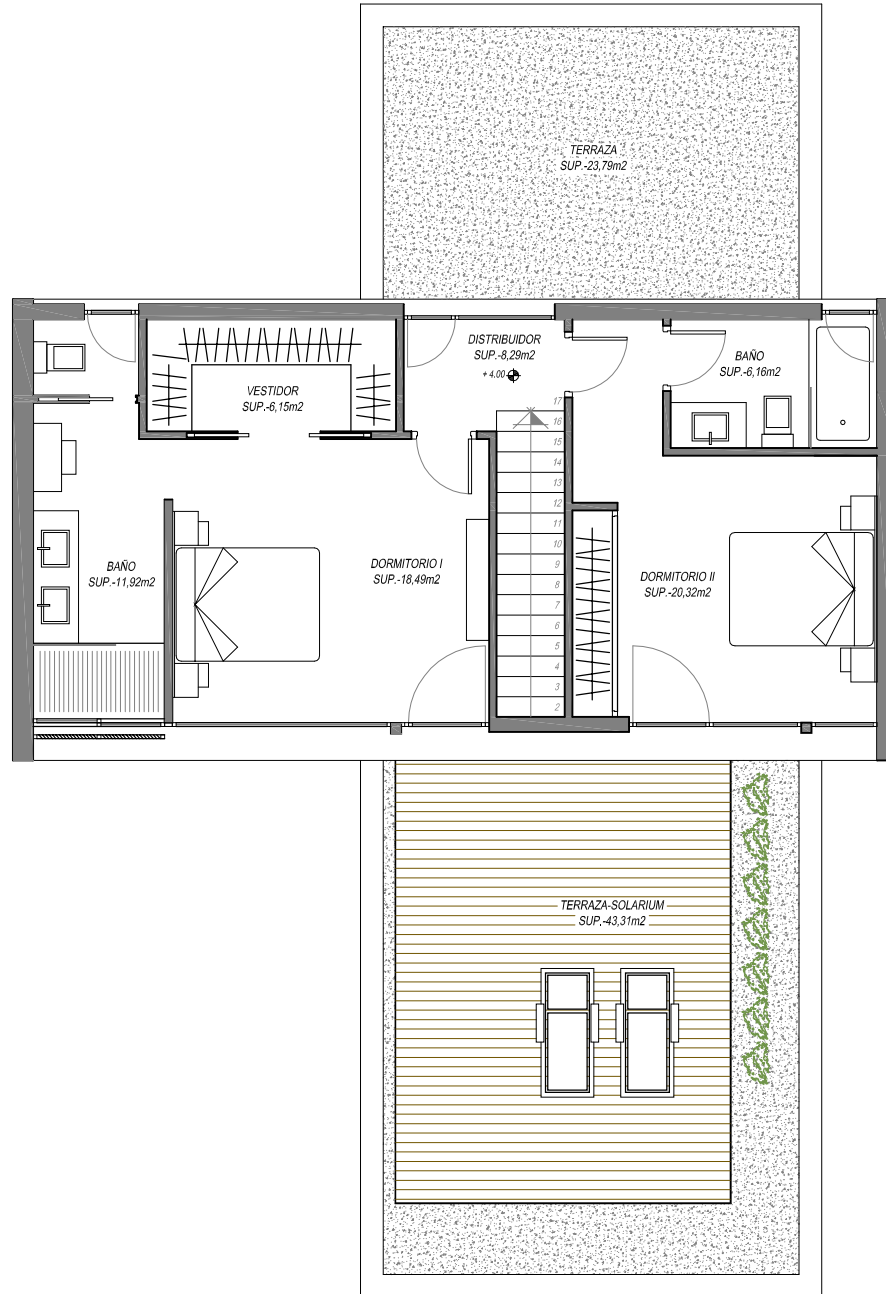 TERRAZA
SUP.-23,79m2
DISTRIBUIDOR
SUP.-8,29m2
+ 4.00
BAÑO
SUP.-6,16m2
VESTIDOR
SUP.-6,15m2
17
16
15
14
13
12
11
10
9
8
7
6
5
4
3
2
BAÑO
SUP.-11,92m2
DORMITORIO I
SUP.-18,49m2
DORMITORIO II
SUP.-20,32m2
TERRAZA-SOLARIUM
SUP.-43,31m2